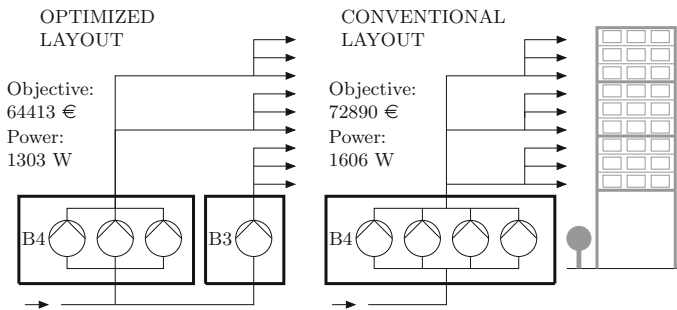 OPTIMIZED
LAYOUT
Objective:
64413 €
Power:
1303 W
B4
B3
CONVENTIONAL
LAYOUT
Objective:
72890 €
Power:
1606 W
B4